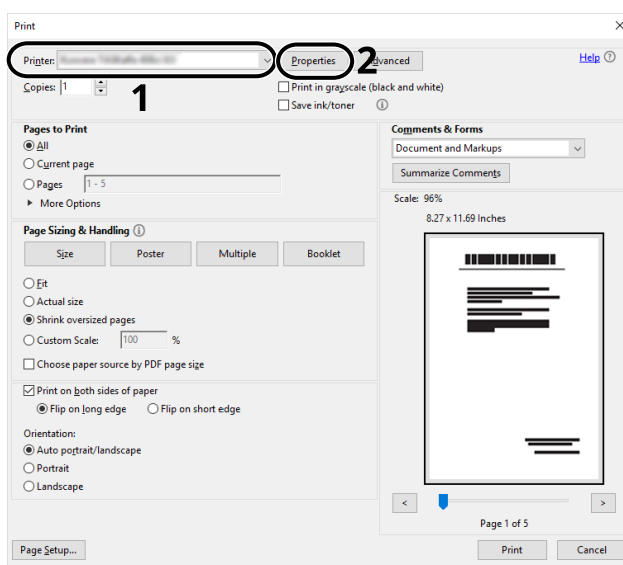 Print
Printer: Properties 2 dvanced Help
Copies: 1 1 Print in grayscale (black and white)
Save ink/toner
Pages to Print Comments & Forms
All Document and Markups
Current page
Pages 1 - 5 Summarize Comments
More Options
Scale: 96%
8.27 x 11.69 Inches
Page Sizing & Handling
Size Poster Multiple Booklet
Fit
Actual size
Shrink oversized pages
Custom Scale: 100 %
Choose paper source by PDF page size
Print on both sides of paper
Flip on long edge Flip on short edge
Orientation:
Auto portrait/landscape
Portrait
Landscape
< >
Page 1 of 5
Page Setup... Print Cancel